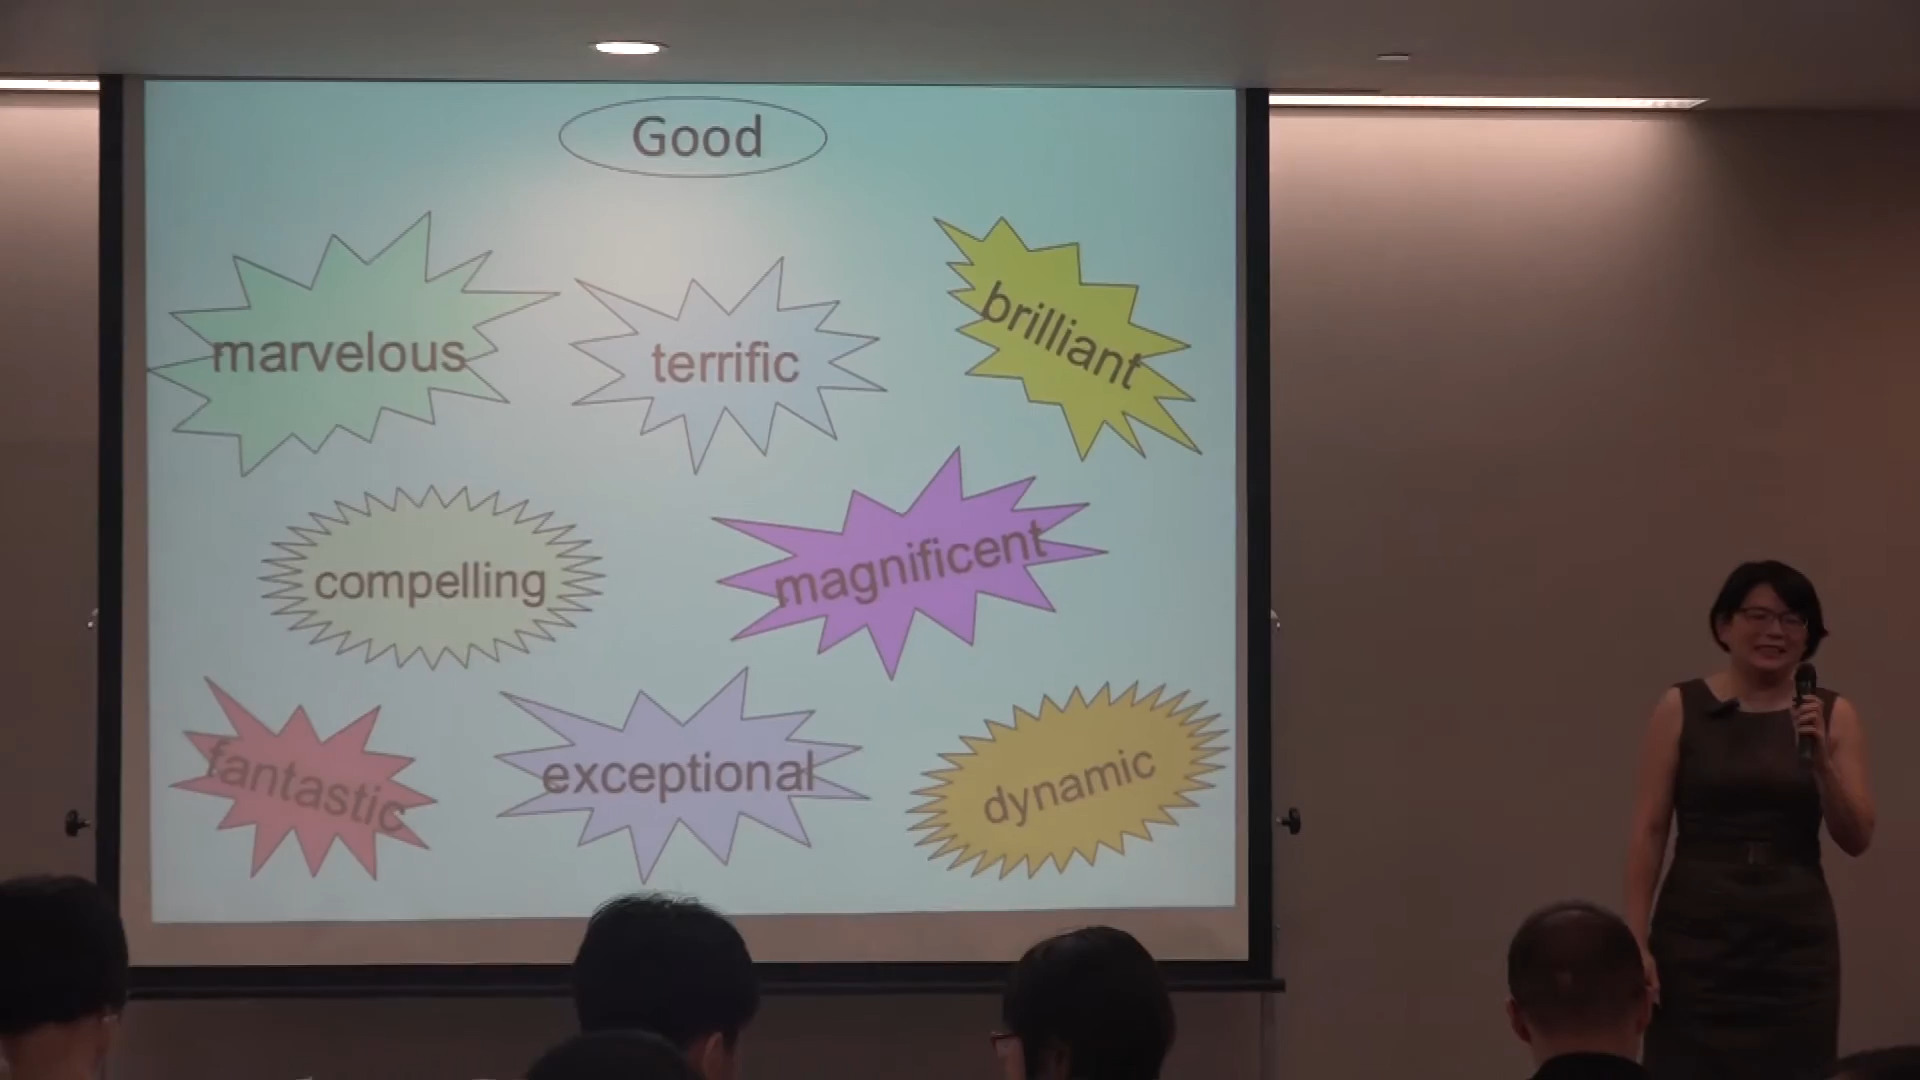 Good
marvelous
terrific
brilliant
compelling
magnificent
fantastic
exceptional
dynamic